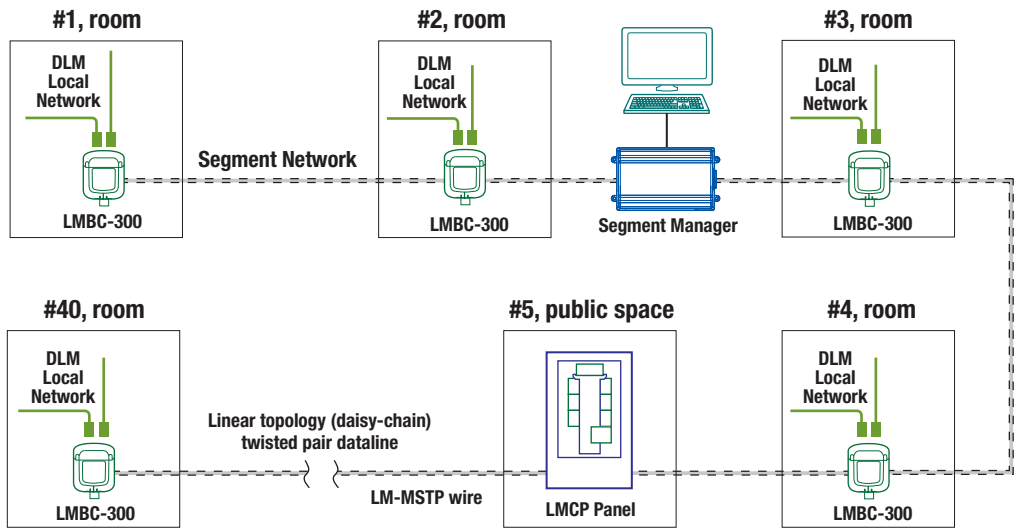 #1, room
#2, room
#3, room
DLM
Local
Network
DLM
Local
Network
DLM
Local
Network
Segment Network
LMBC-300
LMBC-300
Segment Manager
LMBC-300
#40, room
#5, public space
#4, room
DLM
Local
Network
DLM
Local
Network
Linear topology (daisy-chain)
twisted pair dataline
LM-MSTP wire
LMBC-300
LMCP Panel
LMBC-300